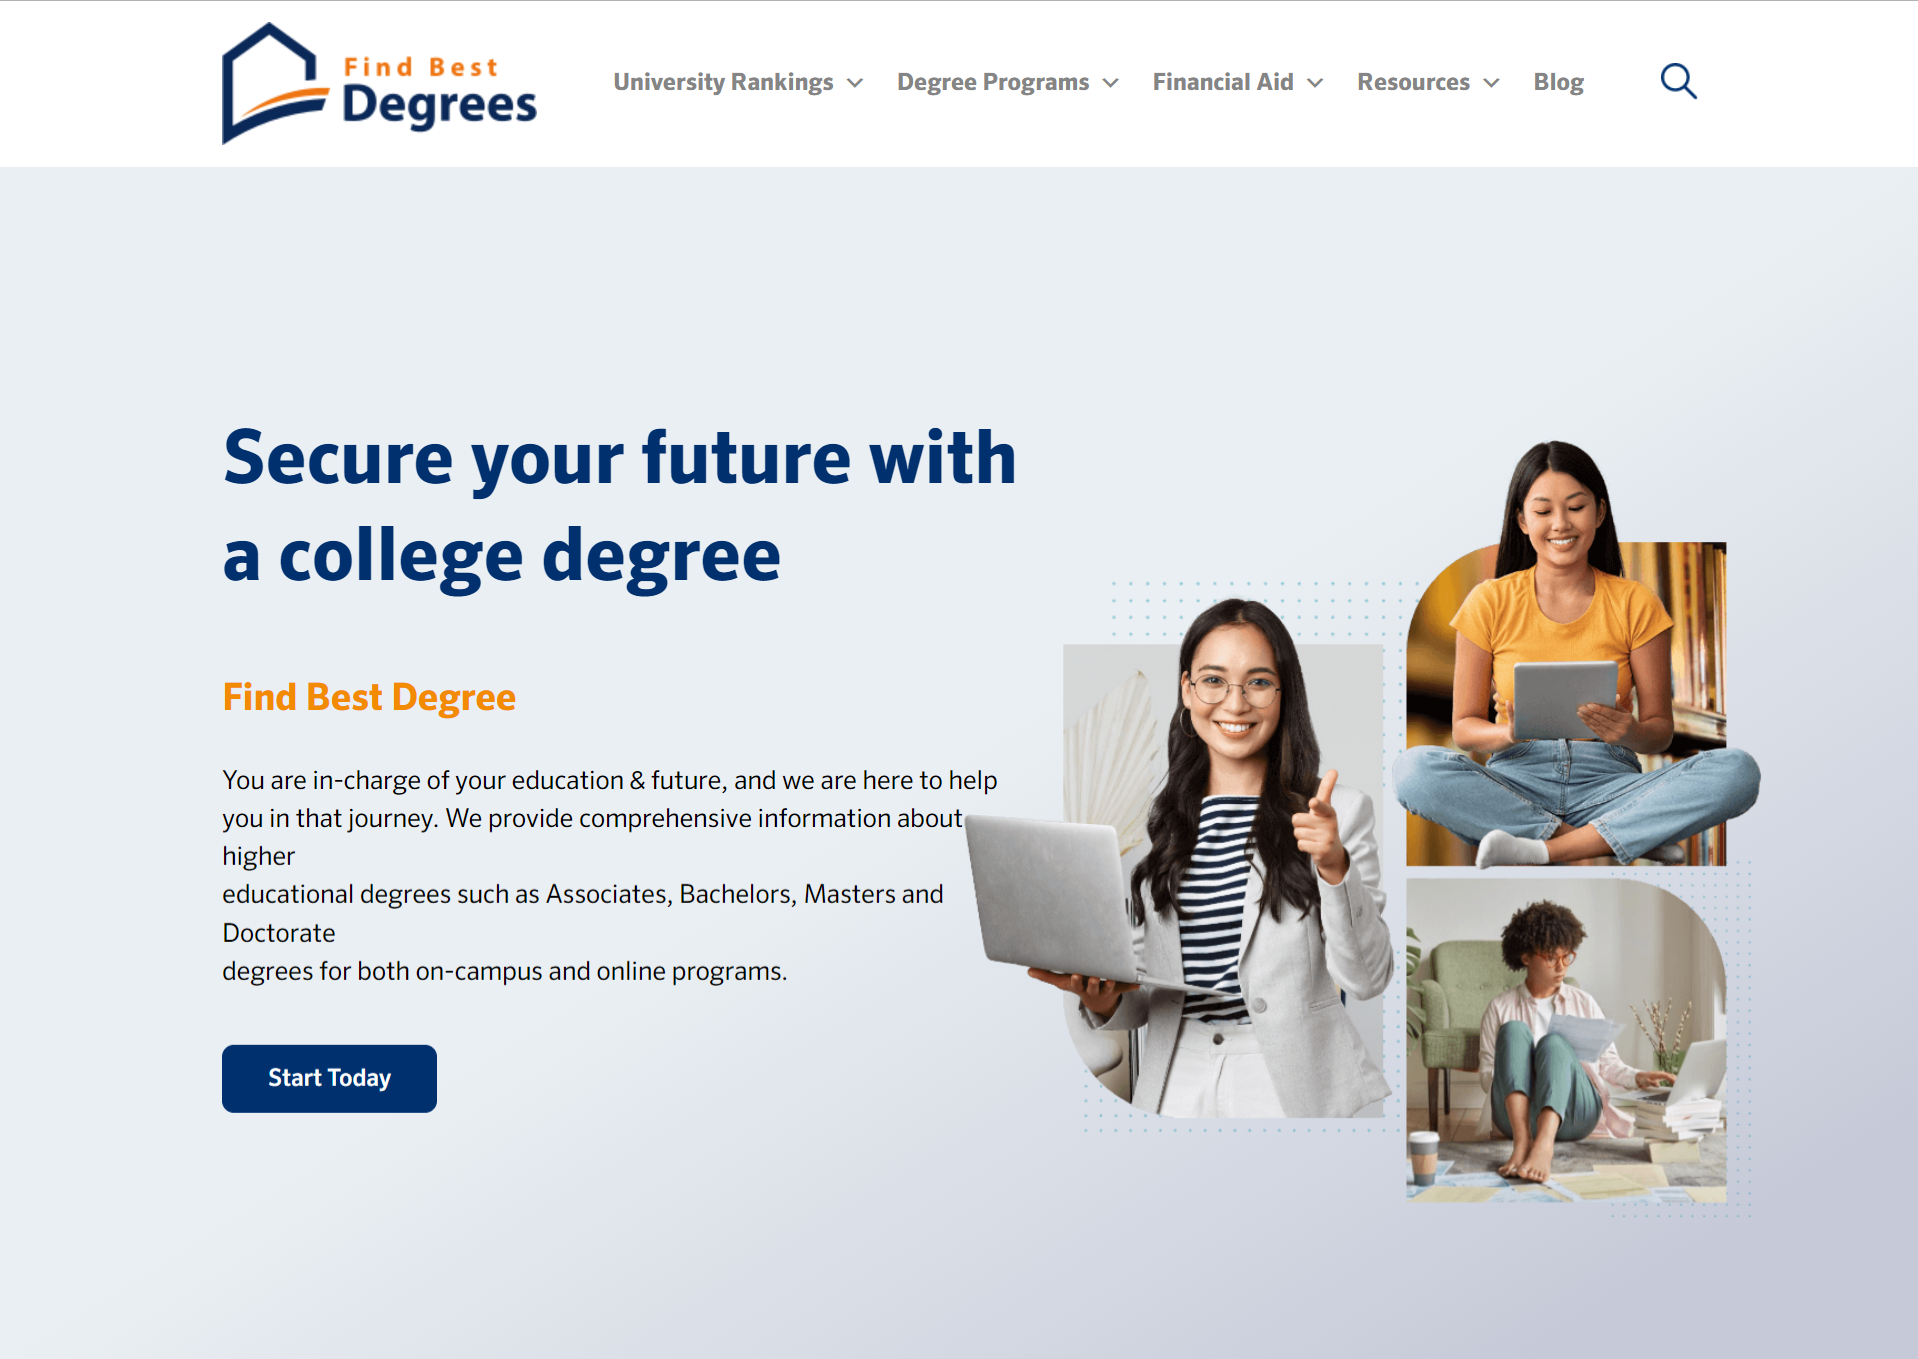 Find Best
Degrees
University Rankings
Degree Programs
Financial Aid
Resources
Blog
Secure your future with
a college degree
Find Best Degree
You are in-charge of your education & future, and we are here to help
you in that journey. We provide comprehensive information about
higher
educational degrees such as Associates, Bachelors, Masters and
Doctorate
degrees for both on-campus and online programs.
Start Today